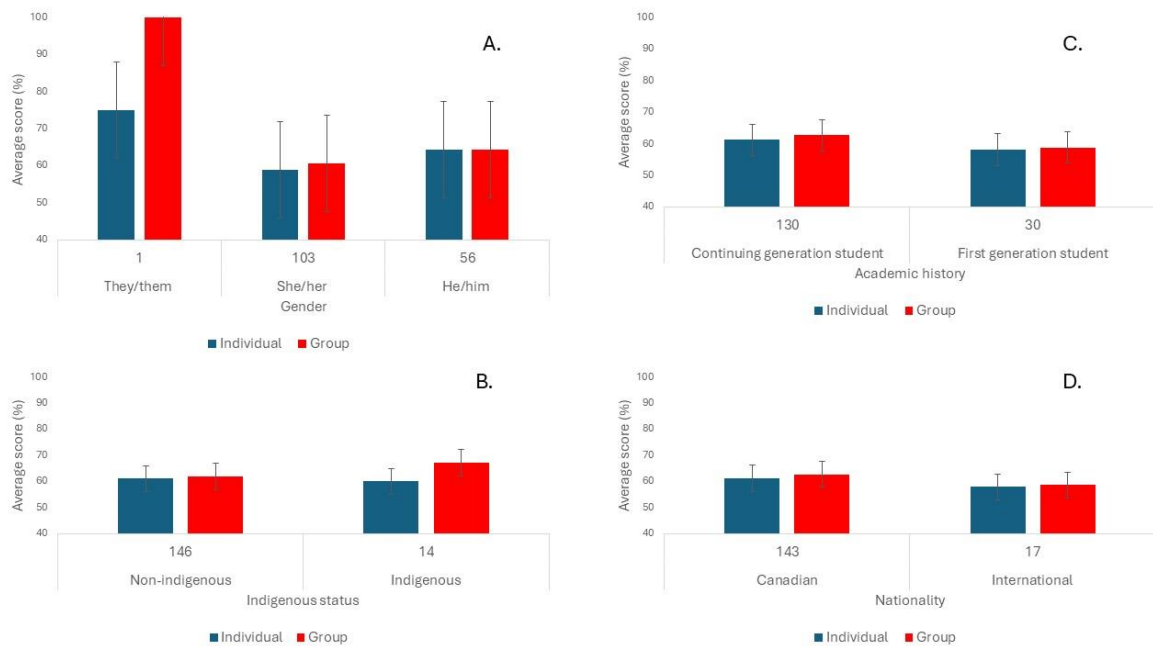 A.
Average score (%)
100
90
80
70
60
50
40
1 103 56
They/them She/her He/him
Gender
Individual Group
C.
Average score (%)
100
90
80
70
60
50
40
130 30
Continuing generation student First generation student
Academic history
Individual Group
B.
Average score (%)
100
90
80
70
60
50
40
146 14
Non-indigenous Indigenous
Indigenous status
Individual Group
D.
Average score (%)
100
90
80
70
60
50
40
143 17
Canadian International
Nationality
Individual Group